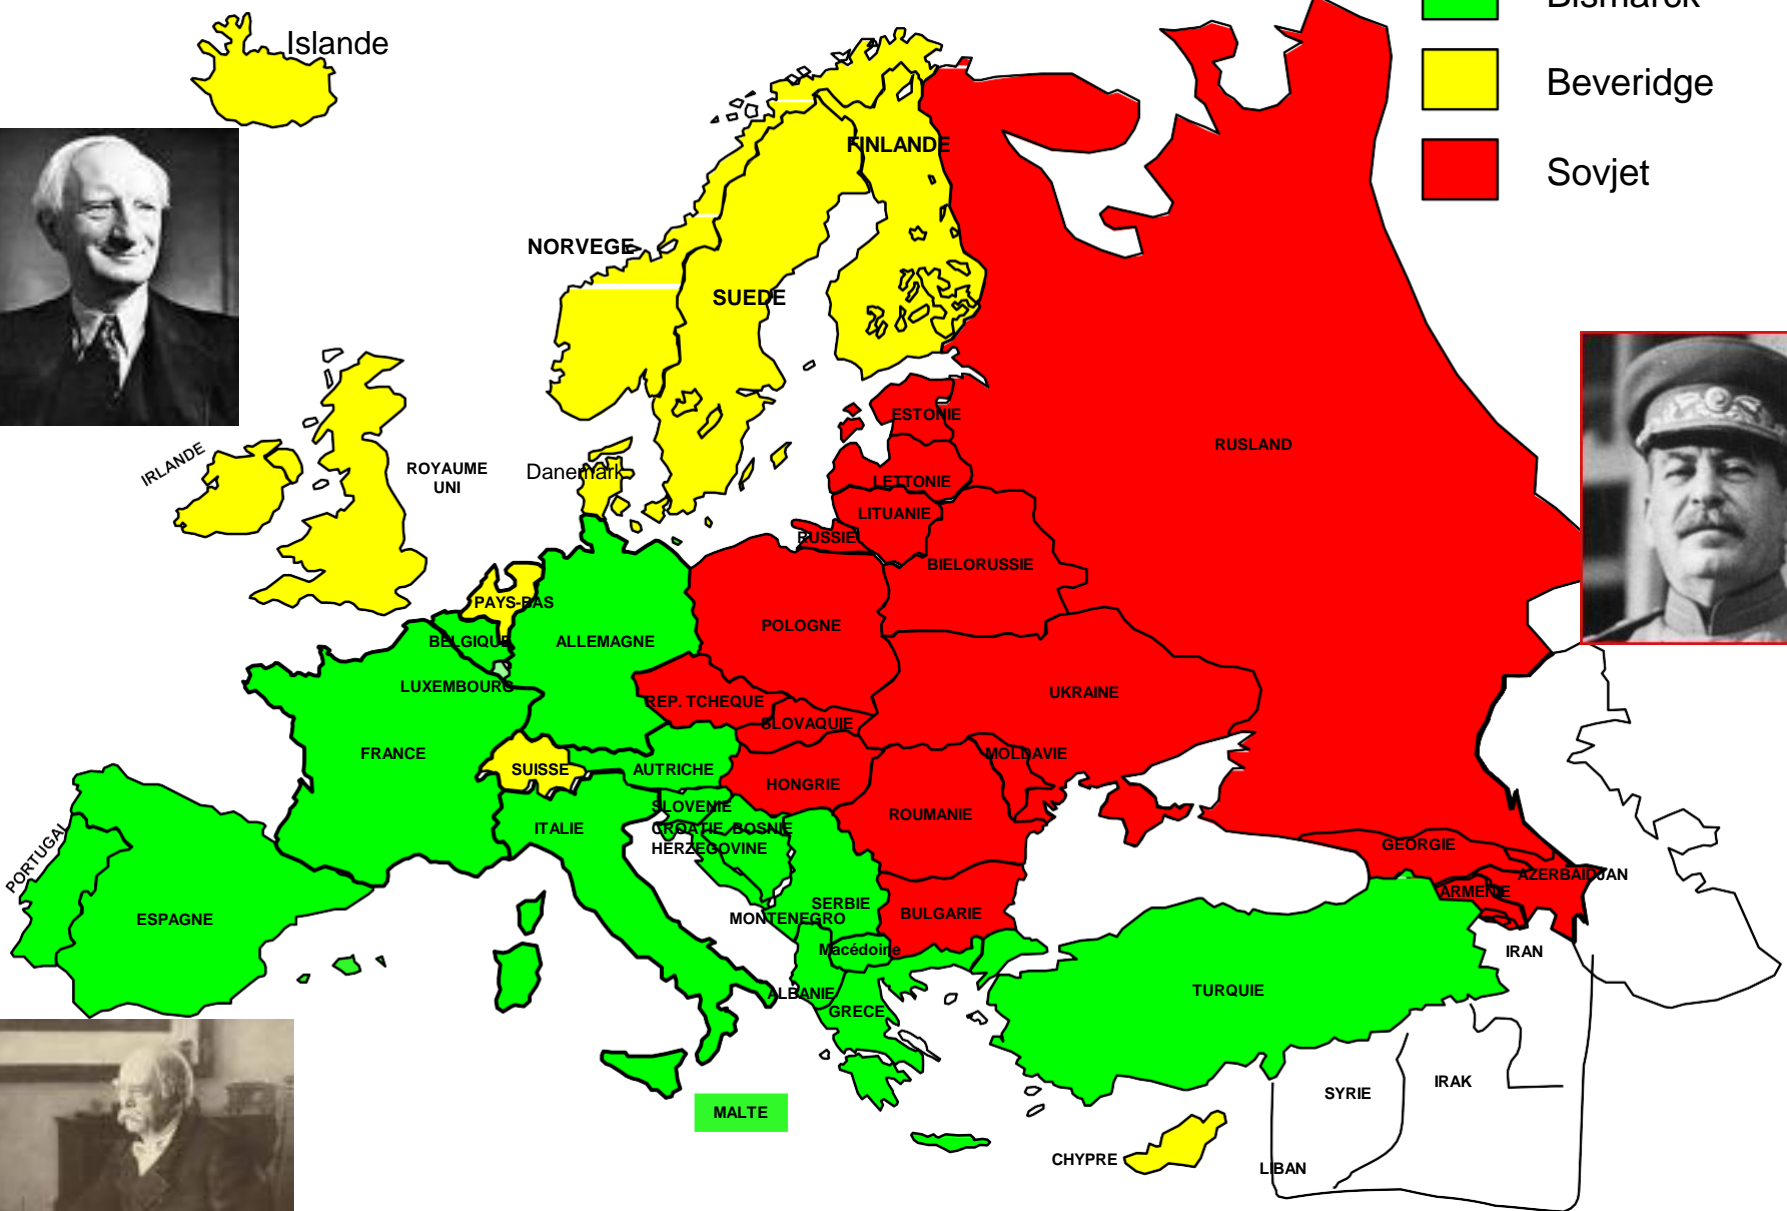 Bismarck
Islande
Beveridge
FINLANDE
Sovjet
NORVEGE
SUEDE
ESTONIE
RUSLAND
IRLANDE
ROYAUME
UNI
Danemark
LETTONIE
LITUANIE
RUSSIE
BIELORUSSIE
PAYS-BAS
POLOGNE
BELGIQUE
ALLEMAGNE
LUXEMBOURG
UKRAINE
REP. TCHEQUE
SLOVAQUIE
FRANCE
MOLDAVIE
SUISSE
AUTRICHE
HONGRIE
SLOVENIE
ROUMANIE
ITALIE
CROATIE BOSNIE
HERZEGOVINE
GEORGIE
PORTUGAL
AZERBAIDJAN
ARMENIE
SERBIE
ESPAGNE
MONTENEGRO
BULGARIE
Macédoine
IRAN
ALBANIE
TURQUIE
GRECE
IRAK
SYRIE
MALTE
CHYPRE
LIBAN